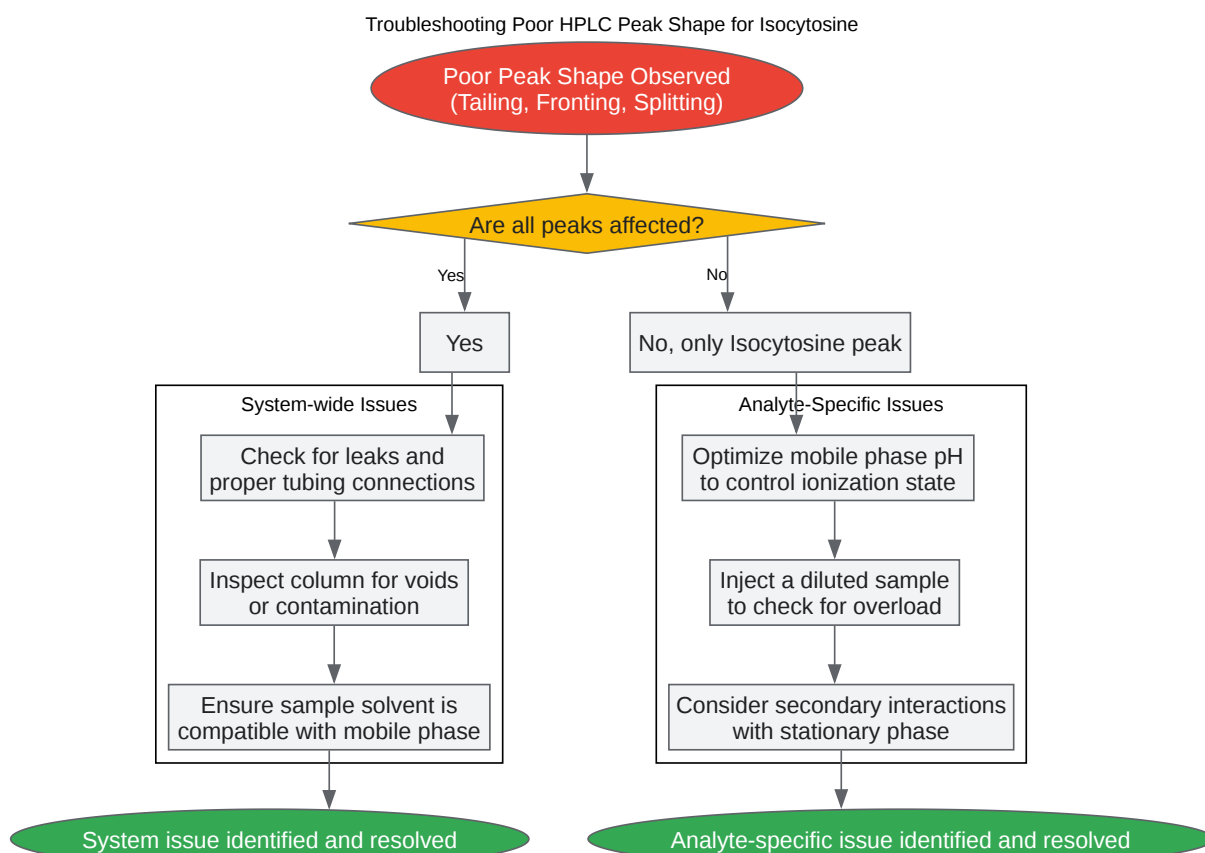 Troubleshooting Poor HPLC Peak Shape for Isocytosine
Poor Peak Shape Observed
(Tailing, Fronting, Splitting)
Are all peaks affected?
Yes
No
Yes
No, only Isocytosine peak
System-wide Issues
Analyte-Specific Issues
Check for leaks and
proper tubing connections
Optimize mobile phase pH
to control ionization state
Inspect column for voids
or contamination
Inject a diluted sample
to check for overload
Ensure sample solvent is
compatible with mobile phase
Consider secondary interactions
with stationary phase
System issue identified and resolved
Analyte-specific issue identified and resolved